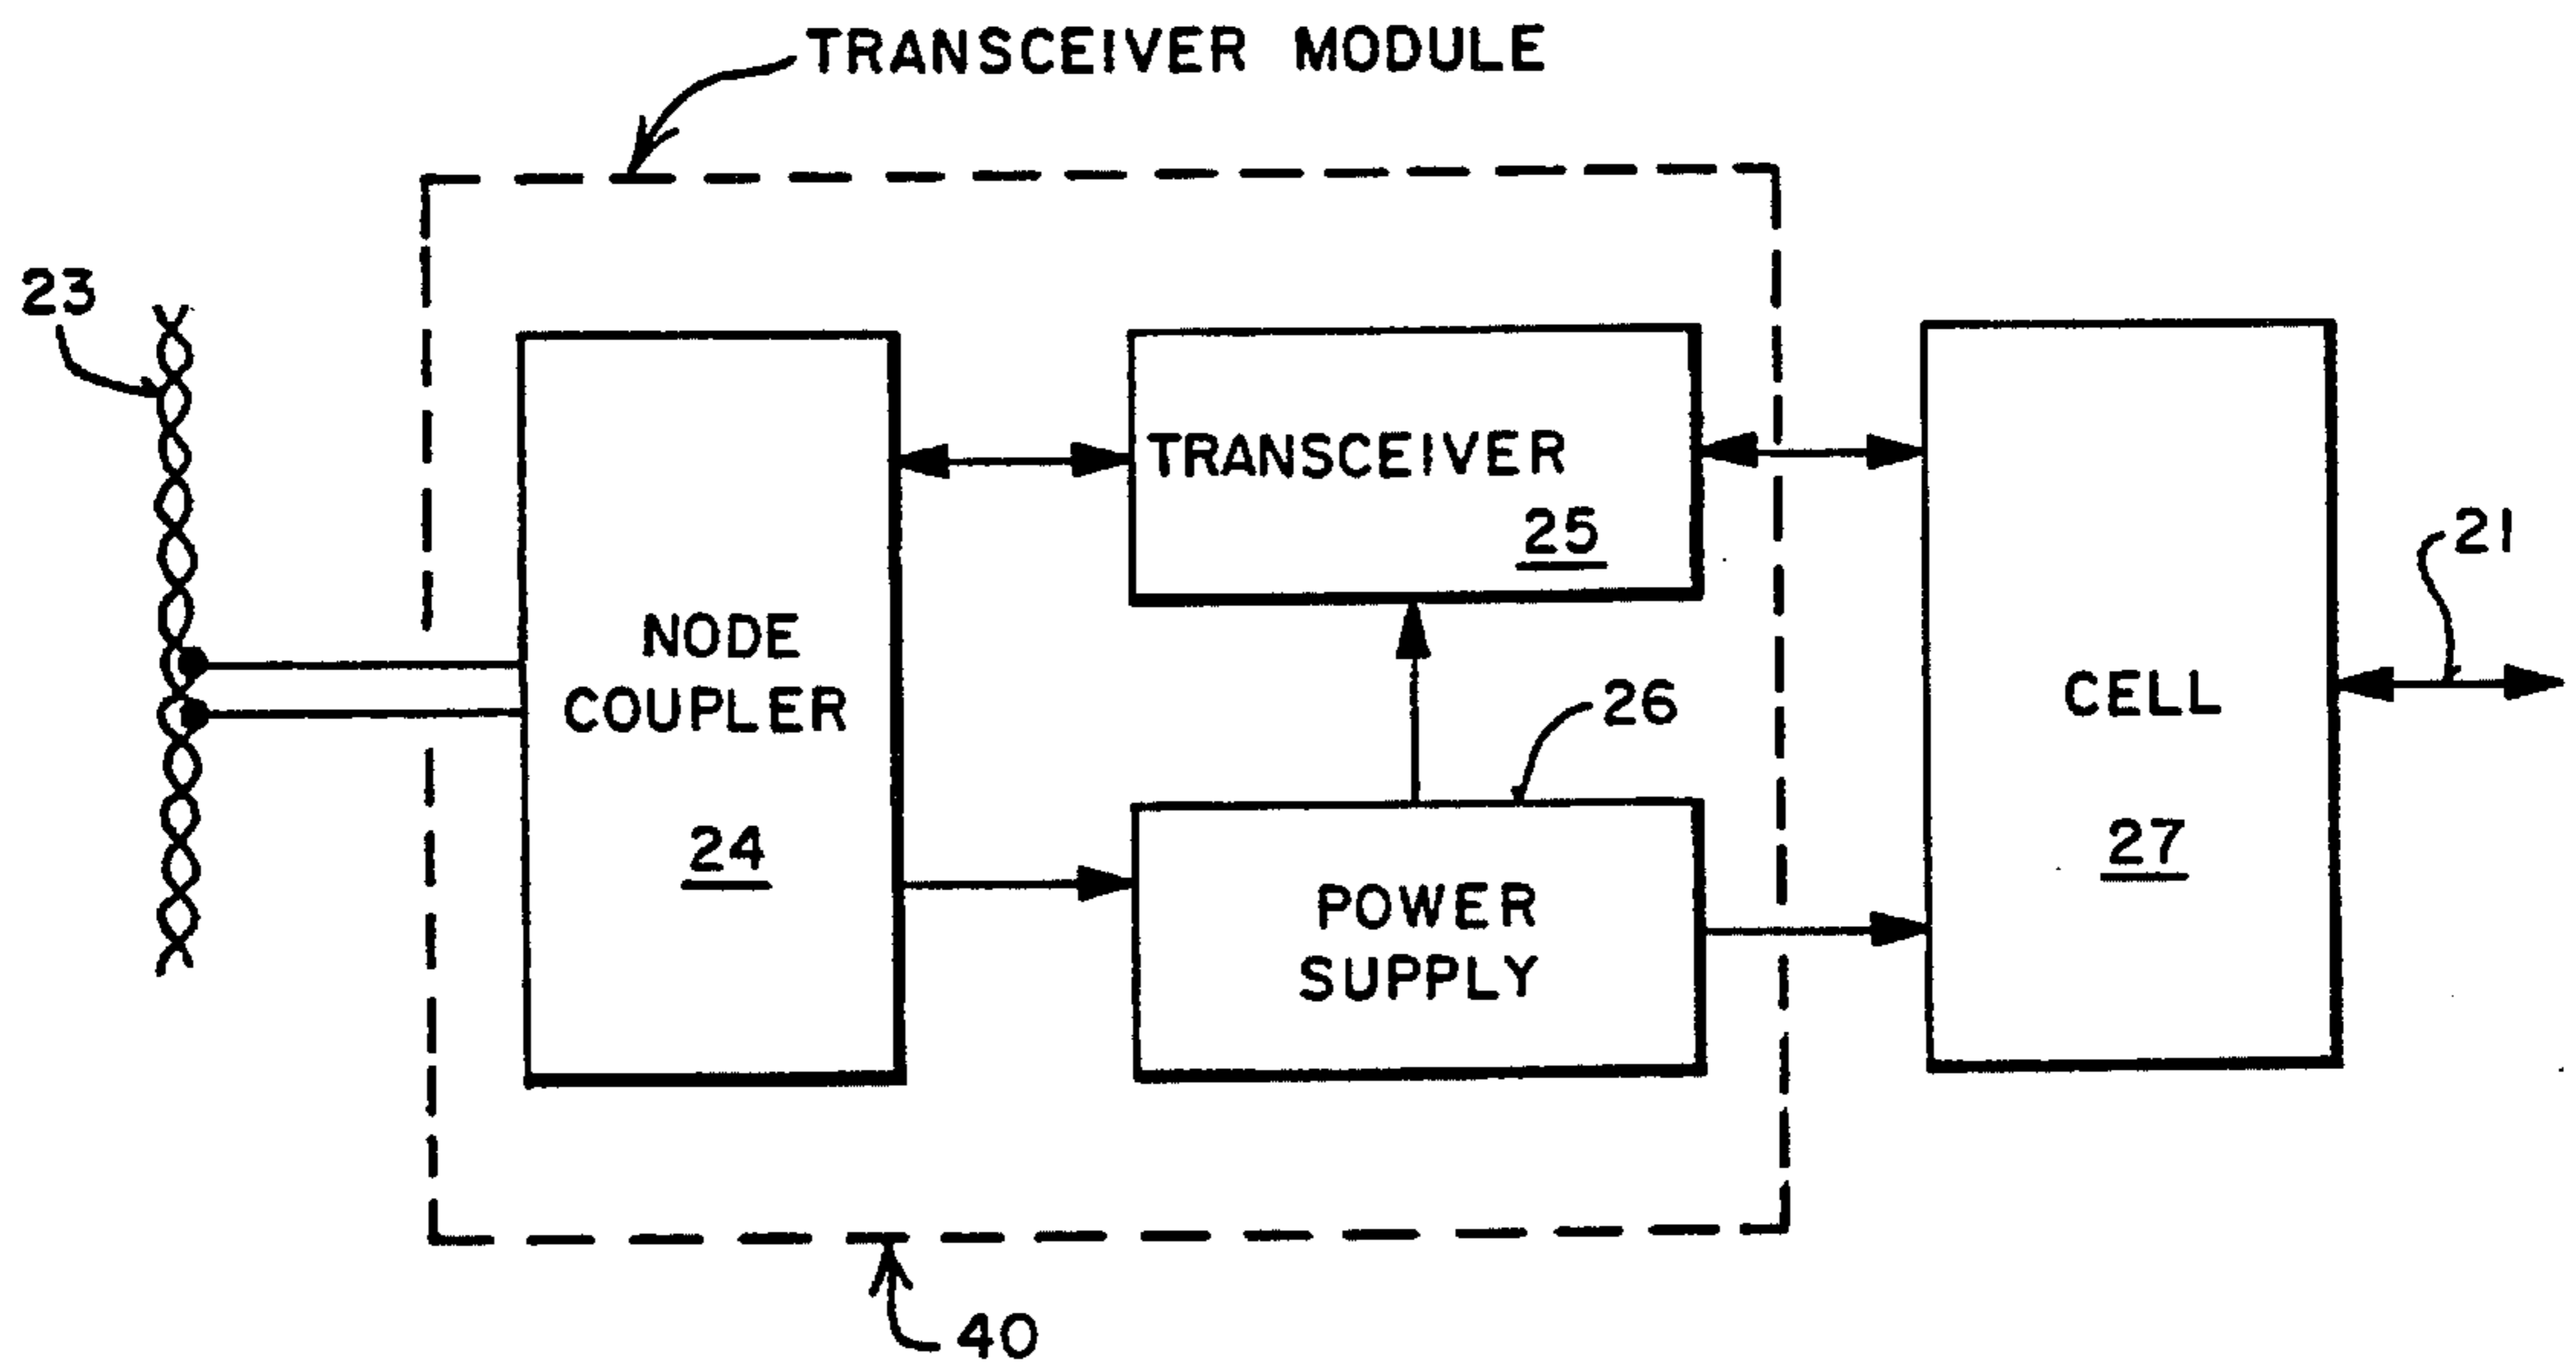 TRANSCEIVER MODULE
23
TRANSCEIVER
25
21
NODE
COUPLER
24
26
CELL
27
POWER
SUPPLY
40